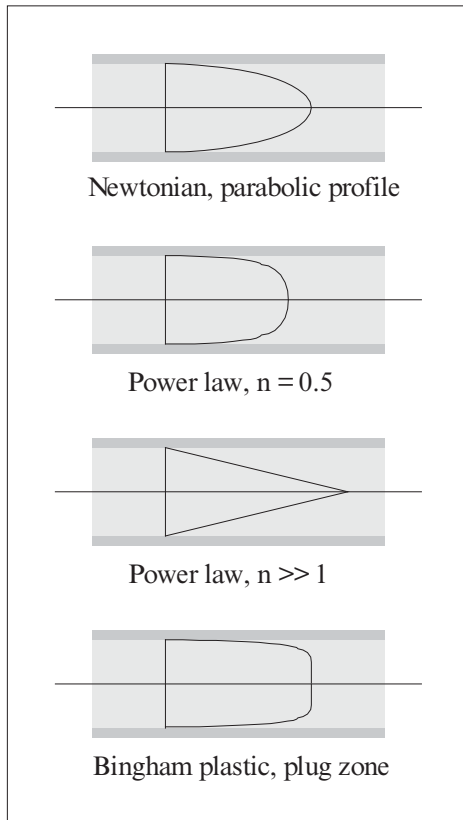 Newtonian, parabolic profile
Power law, n = 0.5
Power law, n >> 1
Bingham plastic, plug zone